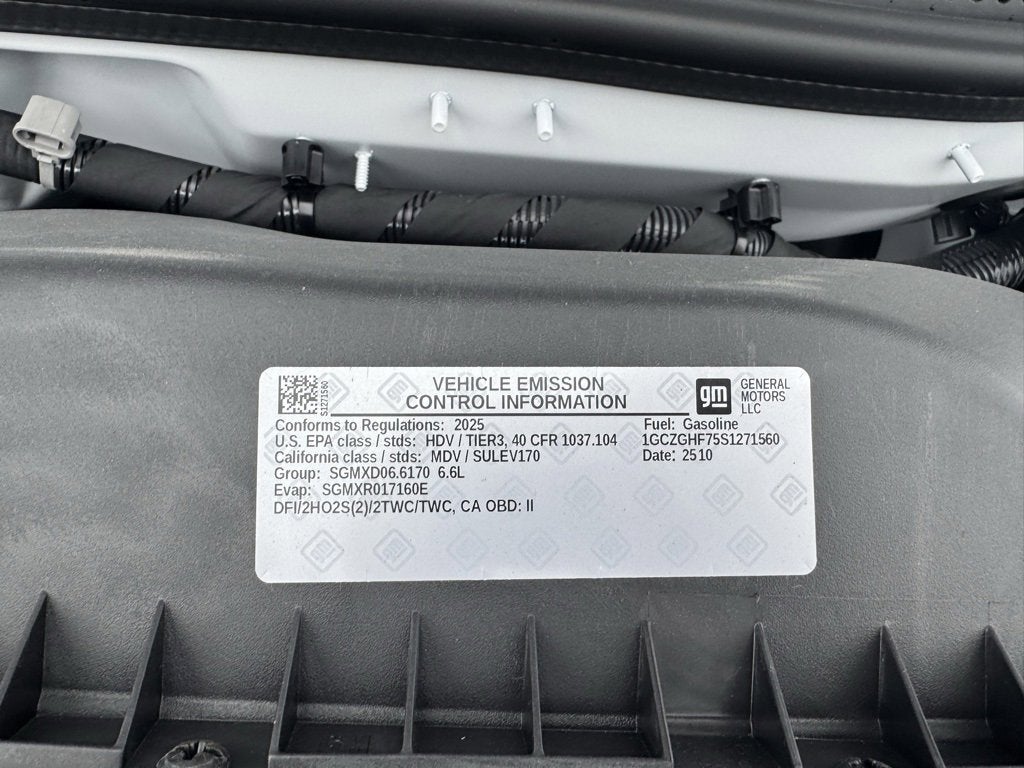 VEHICLE EMISSION
CONTROL INFORMATION
S1271560
gm
GENERAL
MOTORS
LLC
Conforms to Regulations: 2025
Fuel: Gasoline
U.S. EPA class / stds: HDV / TIER3, 40 CFR 1037.104
1GCZGHF75S1271560
California class / stds: MDV / SULEV170
Date: 2510
Group: SGMXD06.6170 6.6L
Evap: SGMXR017160E
DFI/2HO2S(2)/2TWC/TWC, CA OBD: II